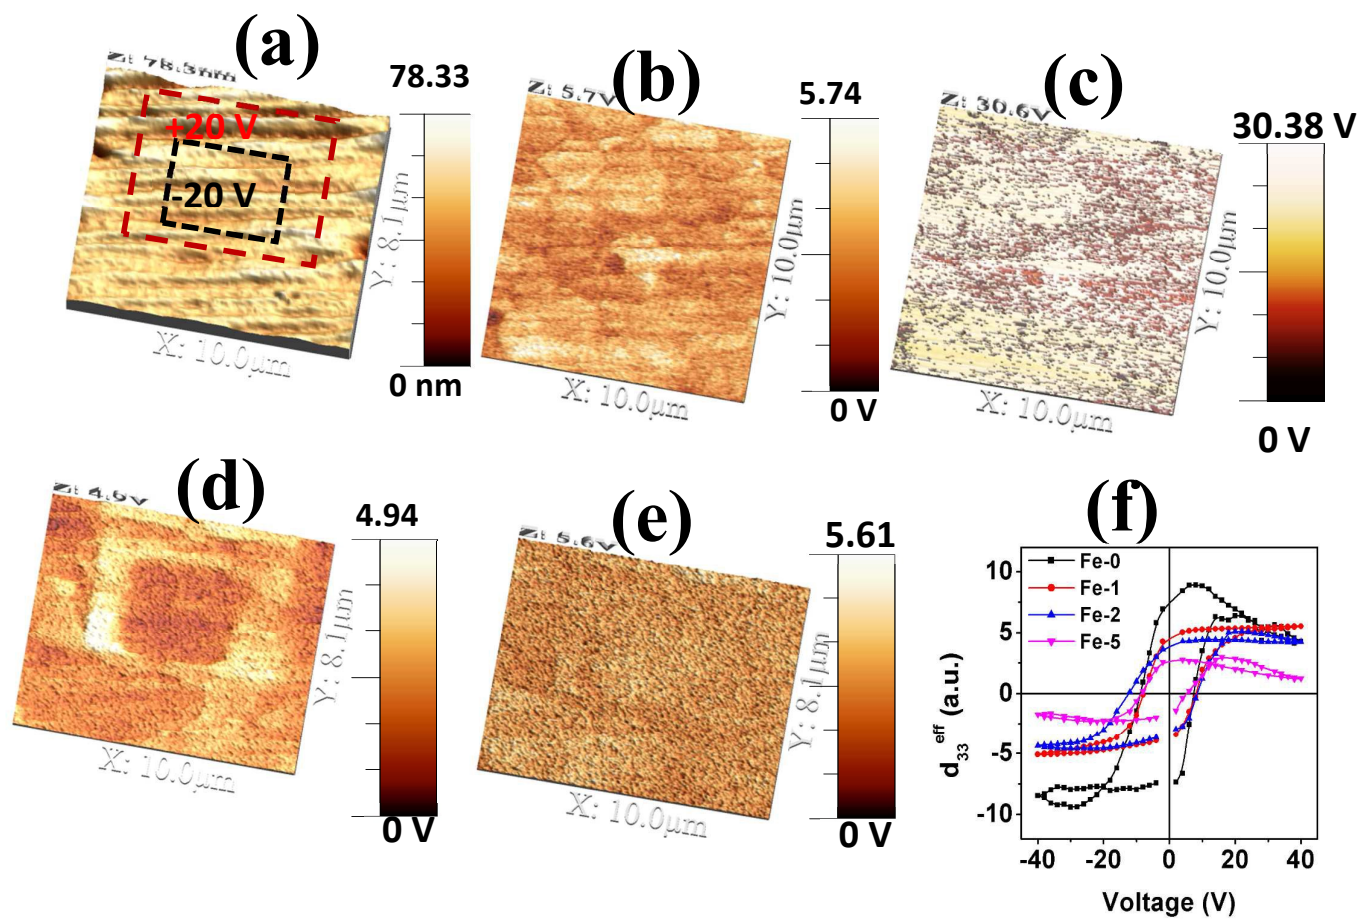 (a)
Z: 78.3nm
+20 V
-20 V
X: 10.0μm
Y: 8.1μm
78.33
0 nm
(b)
Z: 5.7V
X: 10.0μm
Y: 10.0μm
5.74
0 V
(c)
Z: 30.6V
X: 10.0μm
Y: 10.0μm
30.38 V
0 V
(d)
Z: 4.9V
X: 10.0μm
Y: 8.1μm
4.94
0 V
(e)
Z: 5.6V
X: 10.0μm
Y: 8.1μm
5.61
0 V
(f)
Fe-0
Fe-1
Fe-2
Fe-5
10
5
0
-5
-10
d33eff (a.u.)
-40 -20 0 20 40
Voltage (V)